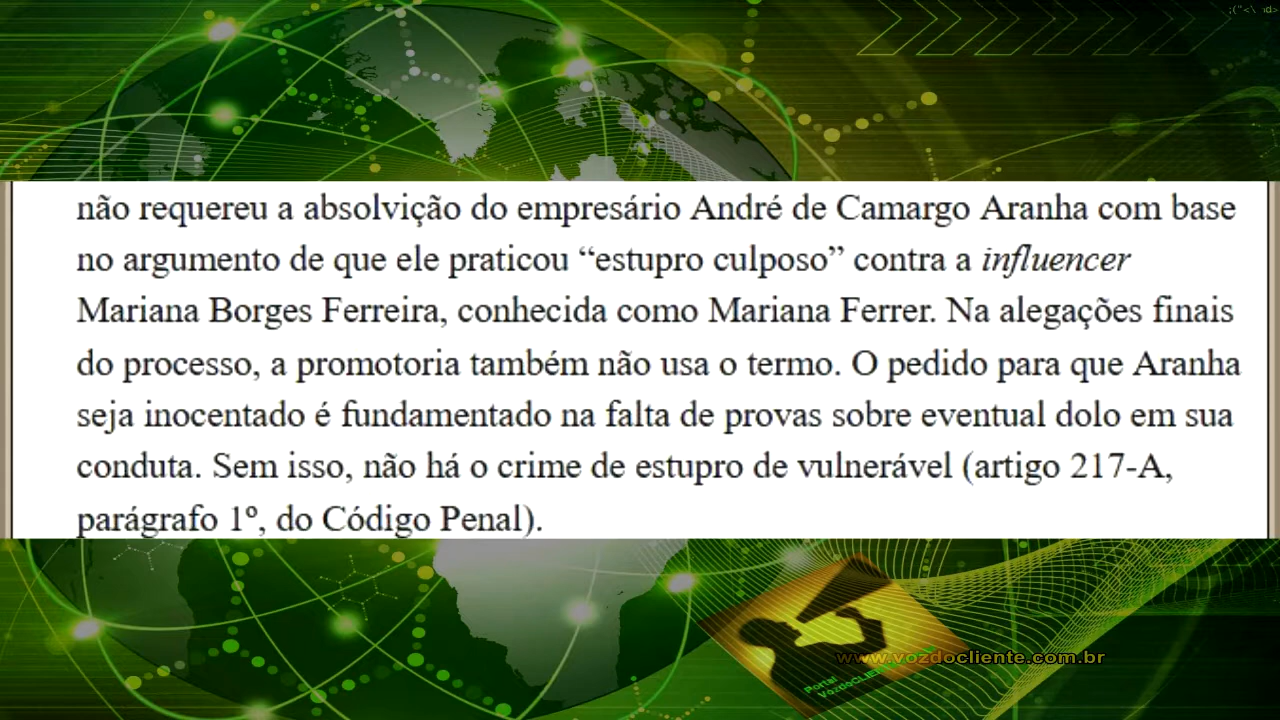 não requereu a absolvição do empresário André de Camargo Aranha com base
no argumento de que ele praticou “estupro culposo” contra a influencer
Mariana Borges Ferreira, conhecida como Mariana Ferrer. Na alegações finais
do processo, a promotoria também não usa o termo. O pedido para que Aranha
seja inocentado é fundamentado na falta de provas sobre eventual dolo em sua
conduta. Sem isso, não há o crime de estupro de vulnerável (artigo 217-A,
parágrafo 1º, do Código Penal).
www.vozdocliente.com.br
Portal